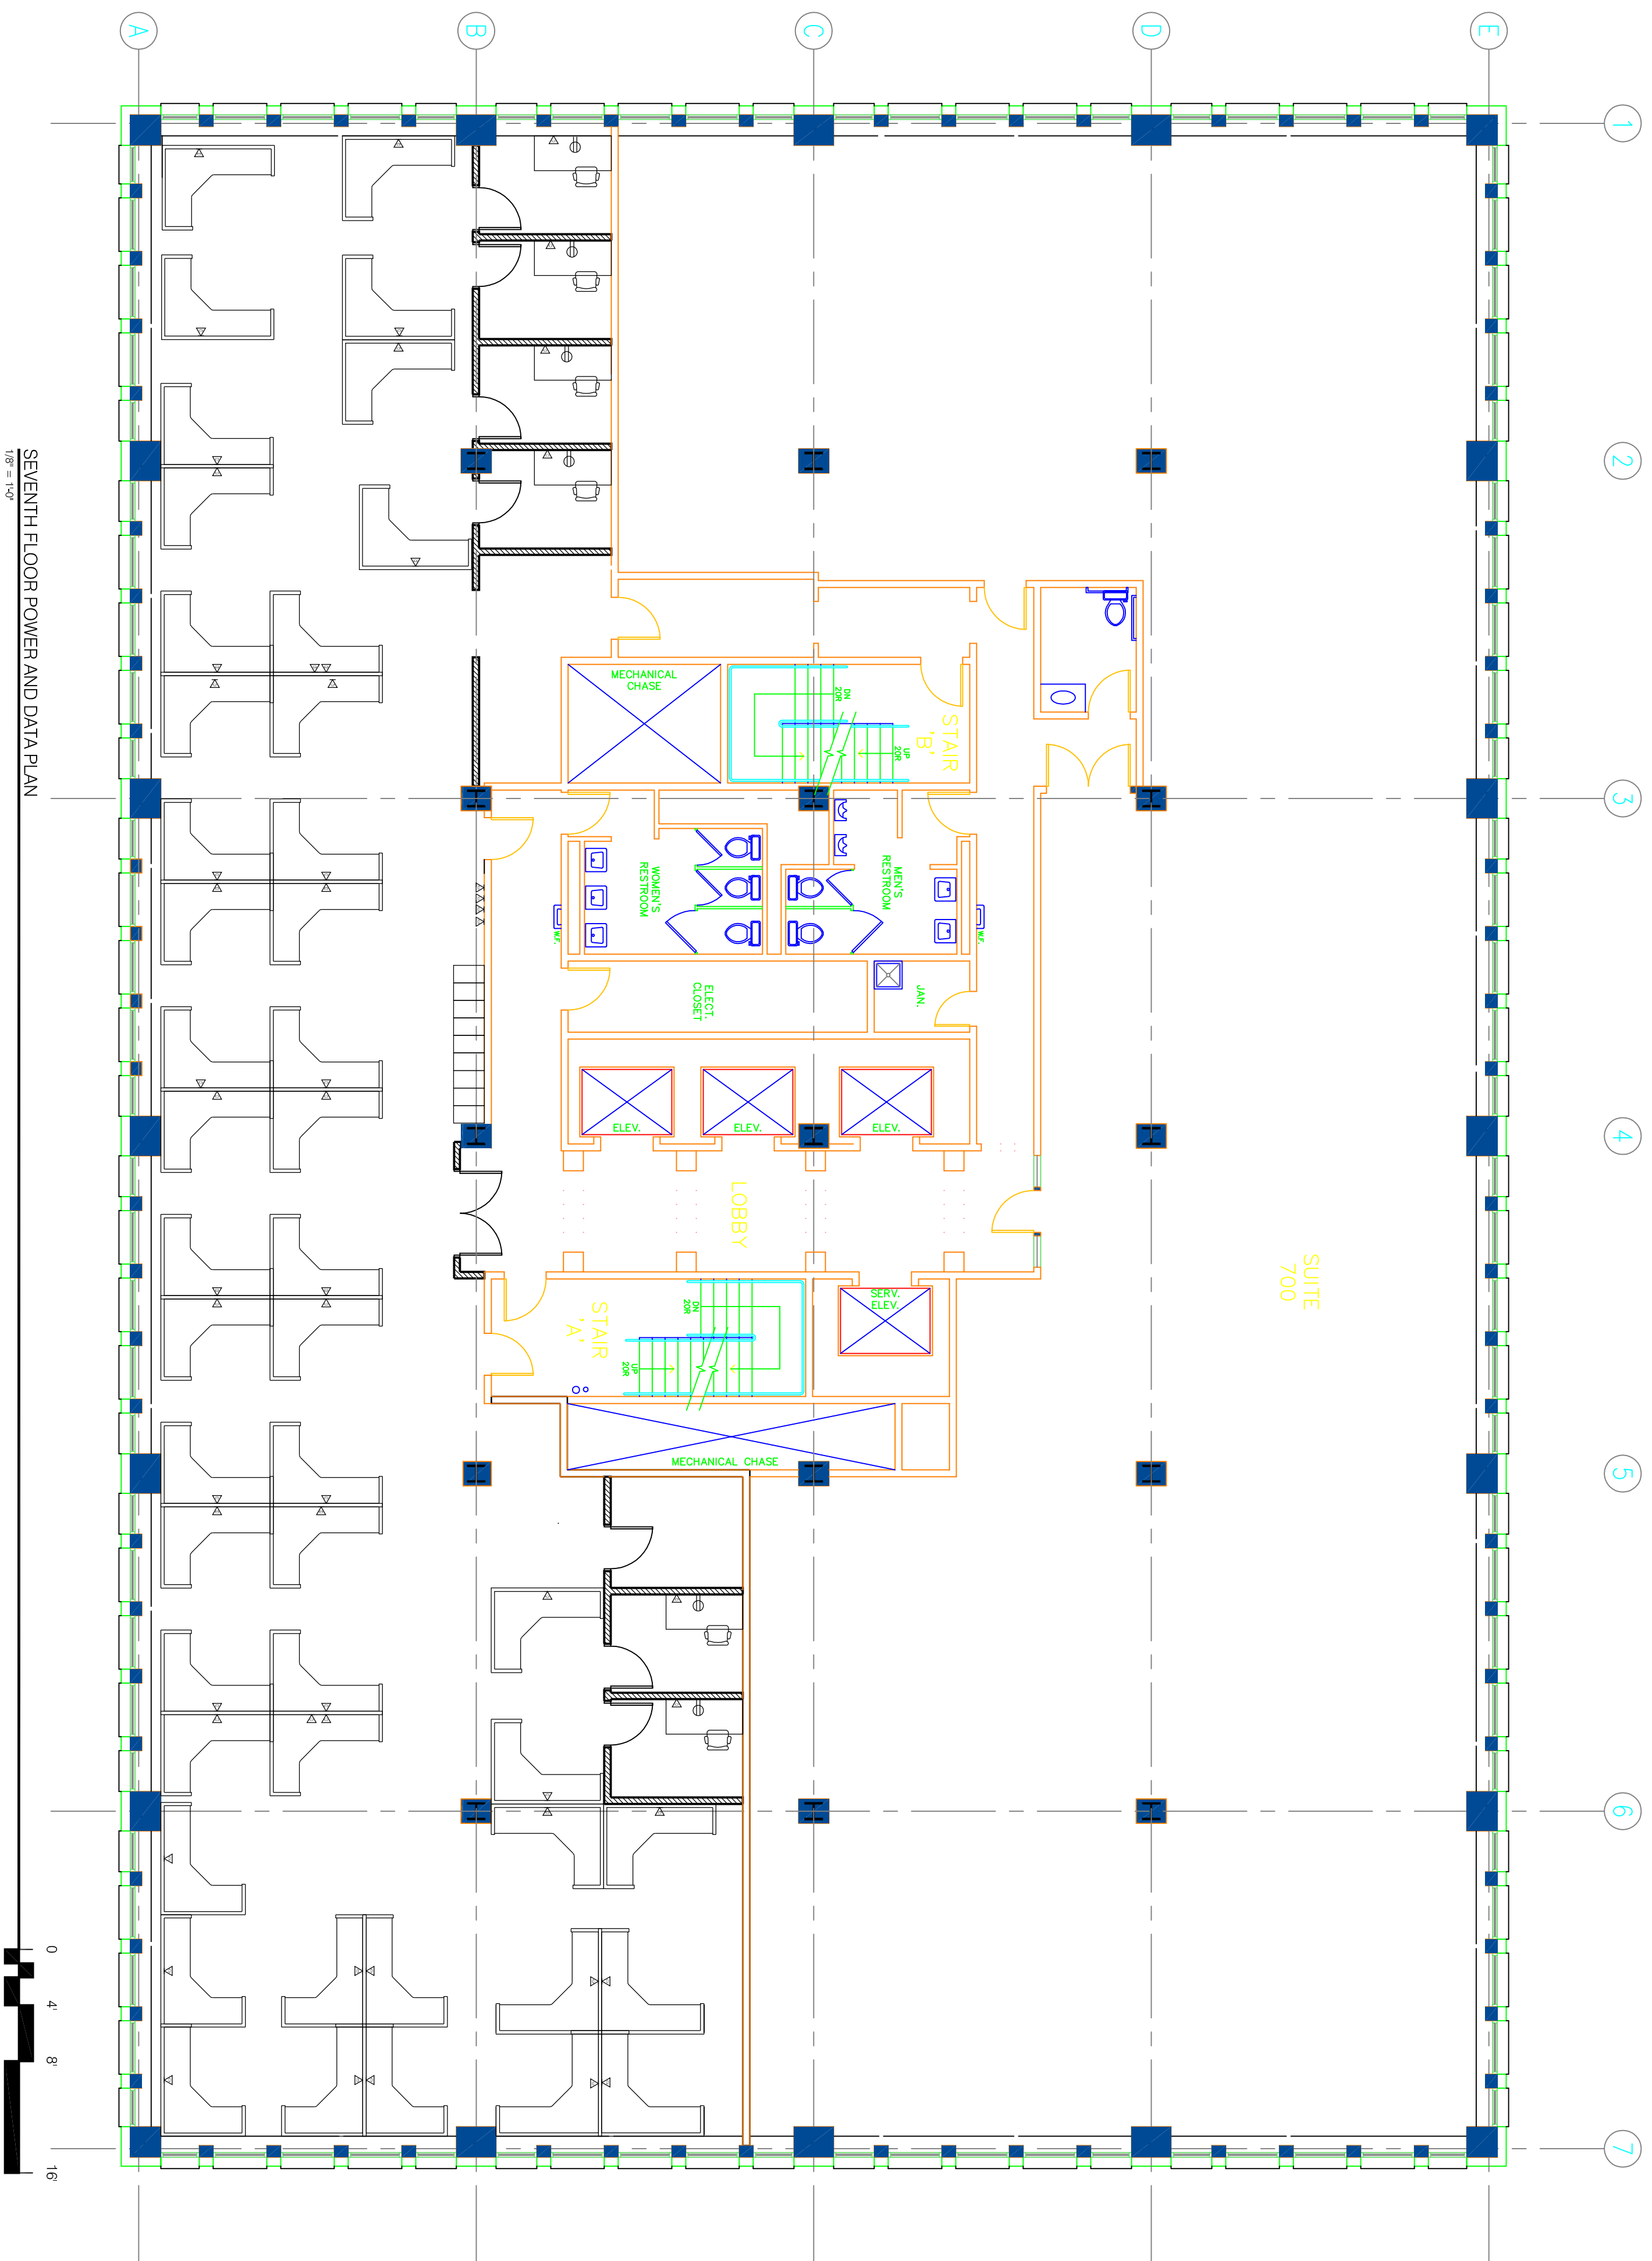 A
B
C
D
E
1
2
3
4
5
6
7
MECHANICAL
CHASE
DN
20R
UP
20R
STAIR
'B'
WOMEN'S
RESTROOM
MEN'S
RESTROOM
W.F.
W.F.
ELECT.
CLOSET
JAN.
ELEV.
ELEV.
ELEV.
LOBBY
SUITE
700
STAIR
'A'
DN
20R
UP
20R
SERV.
ELEV.
MECHANICAL CHASE
SEVENTH FLOOR POWER AND DATA PLAN
1/8" = 1'-0"
0 4' 8' 16'